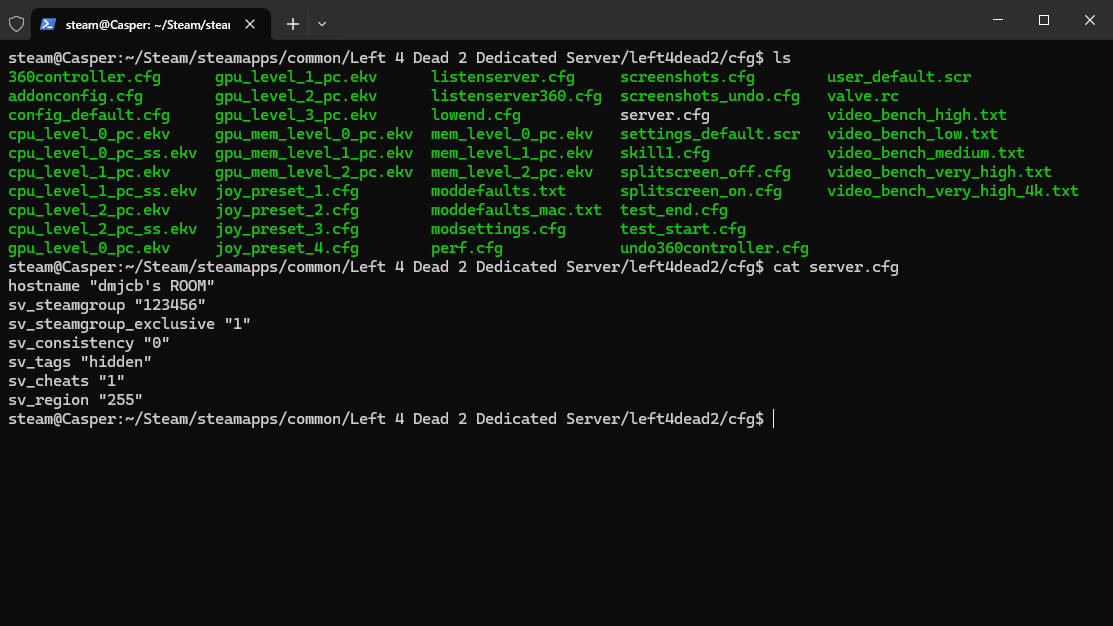 steam@Casper: ~/Steam/stear
steam@Casper:~/Steam/steamapps/common/Left 4 Dead 2 Dedicated Server/left4dead2/cfg$ ls
360controller.cfg gpu_level_1_pc.ekv listenserver.cfg screenshots.cfg user_default.scr
addonconfig.cfg gpu_level_2_pc.ekv listenserver360.cfg screenshots_undo.cfg valve.rc
config_default.cfg gpu_level_3_pc.ekv lowend.cfg server.cfg video_bench_high.txt
cpu_level_0_pc.ekv gpu_mem_level_0_pc.ekv mem_level_0_pc.ekv settings_default.scr video_bench_low.txt
cpu_level_0_pc_ss.ekv gpu_mem_level_1_pc.ekv mem_level_1_pc.ekv skill1.cfg video_bench_medium.txt
cpu_level_1_pc.ekv gpu_mem_level_2_pc.ekv mem_level_2_pc.ekv splitscreen_off.cfg video_bench_very_high.txt
cpu_level_1_pc_ss.ekv joy_preset_1.cfg moddefaults.txt splitscreen_on.cfg video_bench_very_high_4k.txt
cpu_level_2_pc.ekv joy_preset_2.cfg moddefaults_mac.txt test_end.cfg
cpu_level_2_pc_ss.ekv joy_preset_3.cfg modsettings.cfg test_start.cfg
gpu_level_0_pc.ekv joy_preset_4.cfg perf.cfg undo360controller.cfg
steam@Casper:~/Steam/steamapps/common/Left 4 Dead 2 Dedicated Server/left4dead2/cfg$ cat server.cfg
hostname "dmjcb's ROOM"
sv_steamgroup "123456"
sv_steamgroup_exclusive "1"
sv_consistency "0"
sv_tags "hidden"
sv_cheats "1"
sv_region "255"
steam@Casper:~/Steam/steamapps/common/Left 4 Dead 2 Dedicated Server/left4dead2/cfg$